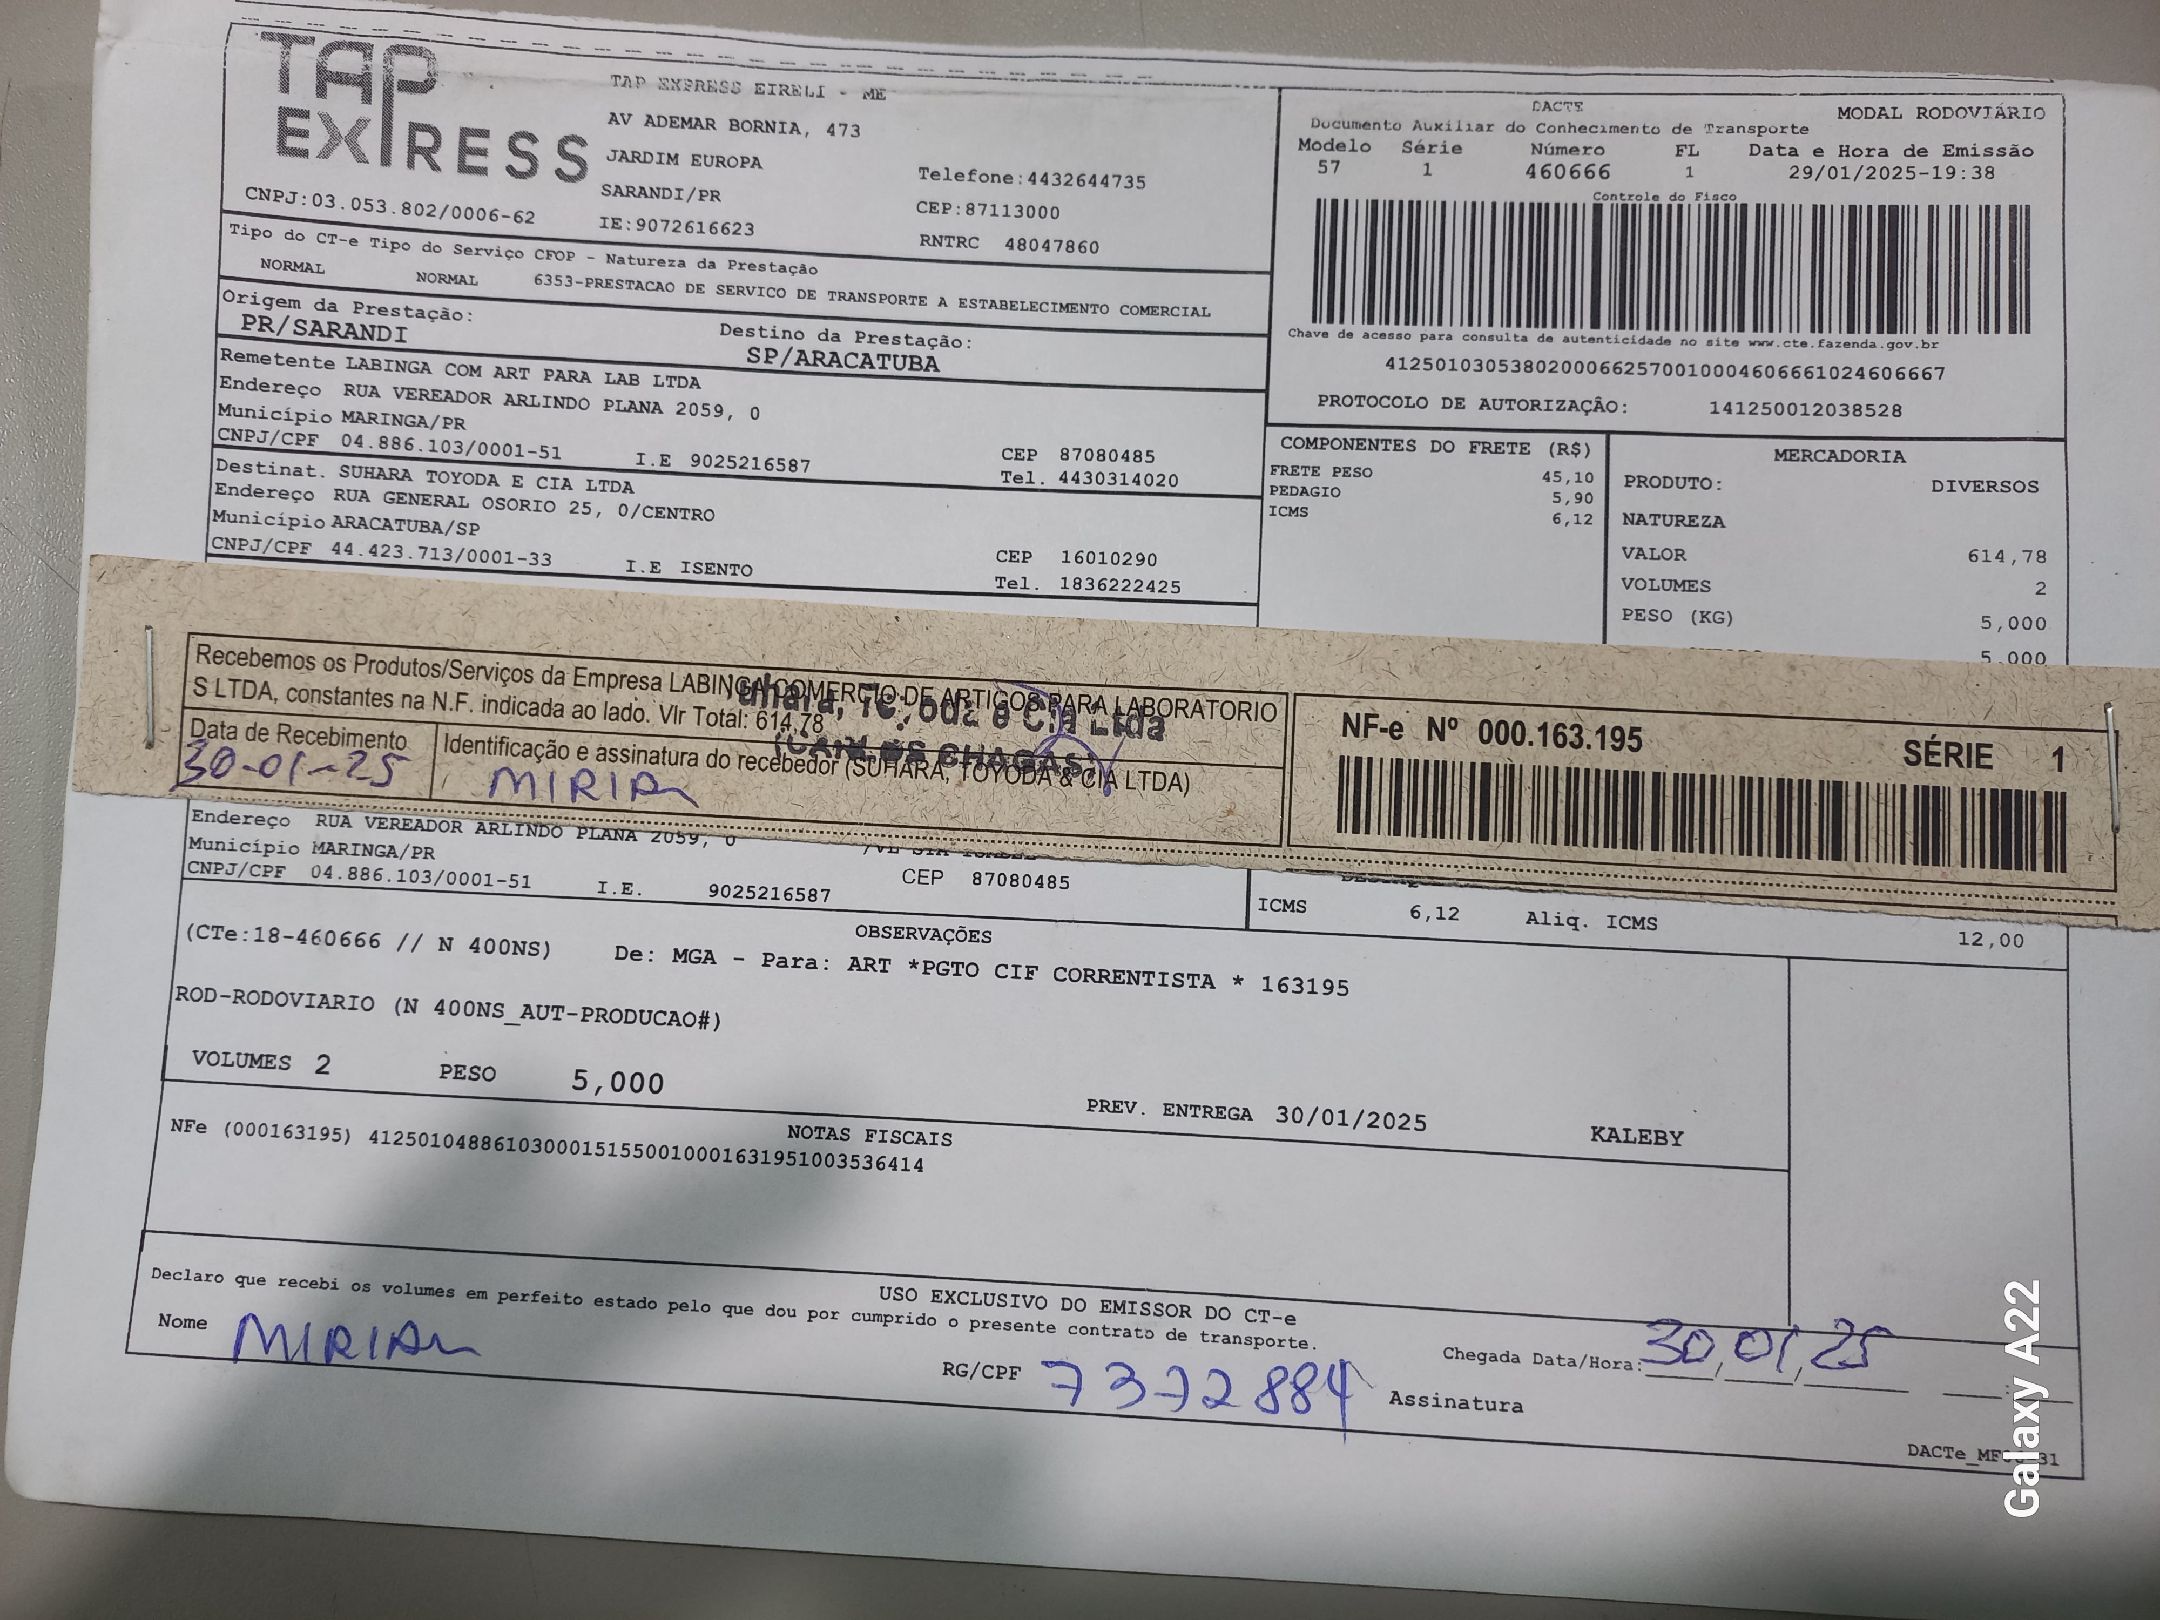 TAP
EXPRESS
TAP EXPRESS EIRELI - ME
AV ADEMAR BORNIA, 473
JARDIM EUROPA
Telefone:4432644735
SARANDI/PR
CEP:87113000
CNPJ:03.053.802/0006-62
IE:9072616623
RNTRC 48047860
DACTE
MODAL RODOVIÁRIO
Documento Auxiliar do Conhecimento de Transporte
Modelo Série Número FL Data e Hora de Emissão
57 1 460666 1 29/01/2025-19:38
Controle do Fisco
Chave de acesso para consulta de autenticidade no site www.cte.fazenda.gov.br
41250103053802000662570010004606661024606667
PROTOCOLO DE AUTORIZAÇÃO: 141250012038528
Tipo do CT-e Tipo do Serviço CFOP - Natureza da Prestação
NORMAL NORMAL 6353-PRESTACAO DE SERVICO DE TRANSPORTE A ESTABELECIMENTO COMERCIAL
Origem da Prestação: Destino da Prestação:
PR/SARANDI SP/ARACATUBA
Remetente LABINGA COM ART PARA LAB LTDA
Endereço RUA VEREADOR ARLINDO PLANA 2059, 0
Município MARINGA/PR CEP 87080485
CNPJ/CPF 04.886.103/0001-51 I.E 9025216587 Tel. 4430314020
Destinat. SUHARA TOYODA E CIA LTDA
Endereço RUA GENERAL OSORIO 25, 0/CENTRO
Município ARACATUBA/SP CEP 16010290
CNPJ/CPF 44.423.713/0001-33 I.E ISENTO Tel. 1836222425
COMPONENTES DO FRETE (R$)
FRETE PESO 45,10
PEDAGIO 5,90
ICMS 6,12
MERCADORIA
PRODUTO: DIVERSOS
NATUREZA
VALOR 614,78
VOLUMES 2
PESO (KG) 5,000
5,000
Recebemos os Produtos/Serviços da Empresa LABINGA COMERCIO DE ARTIGOS PARA LABORATORIO
S LTDA, constantes na N.F. indicada ao lado. Vlr Total: 614,78
Cia Ltda
(CARLOS CHAGAS)
Data de Recebimento
30-01-25
Identificação e assinatura do recebedor (SUHARA, TOYODA & CIA LTDA)
MIRIAN
NF-e Nº 000.163.195
SÉRIE 1
Endereço RUA VEREADOR ARLINDO PLANA 2059, 0
Município MARINGA/PR CEP 87080485
CNPJ/CPF 04.886.103/0001-51 I.E. 9025216587
ICMS 6,12 Aliq. ICMS 12,00
OBSERVAÇÕES
(CTe:18-460666 // N 400NS) De: MGA - Para: ART *PGTO CIF CORRENTISTA * 163195
ROD-RODOVIARIO (N 400NS_AUT-PRODUCAO#)
VOLUMES 2 PESO 5,000
PREV. ENTREGA 30/01/2025 KALEBY
NOTAS FISCAIS
NFe (000163195) 41250104886103000151550010001631951003536414
USO EXCLUSIVO DO EMISSOR DO CT-e
Declaro que recebi os volumes em perfeito estado pelo que dou por cumprido o presente contrato de transporte.
Nome MIRIAN
RG/CPF 7372884
Chegada Data/Hora: 30,01,25
Assinatura
Galaxy A22